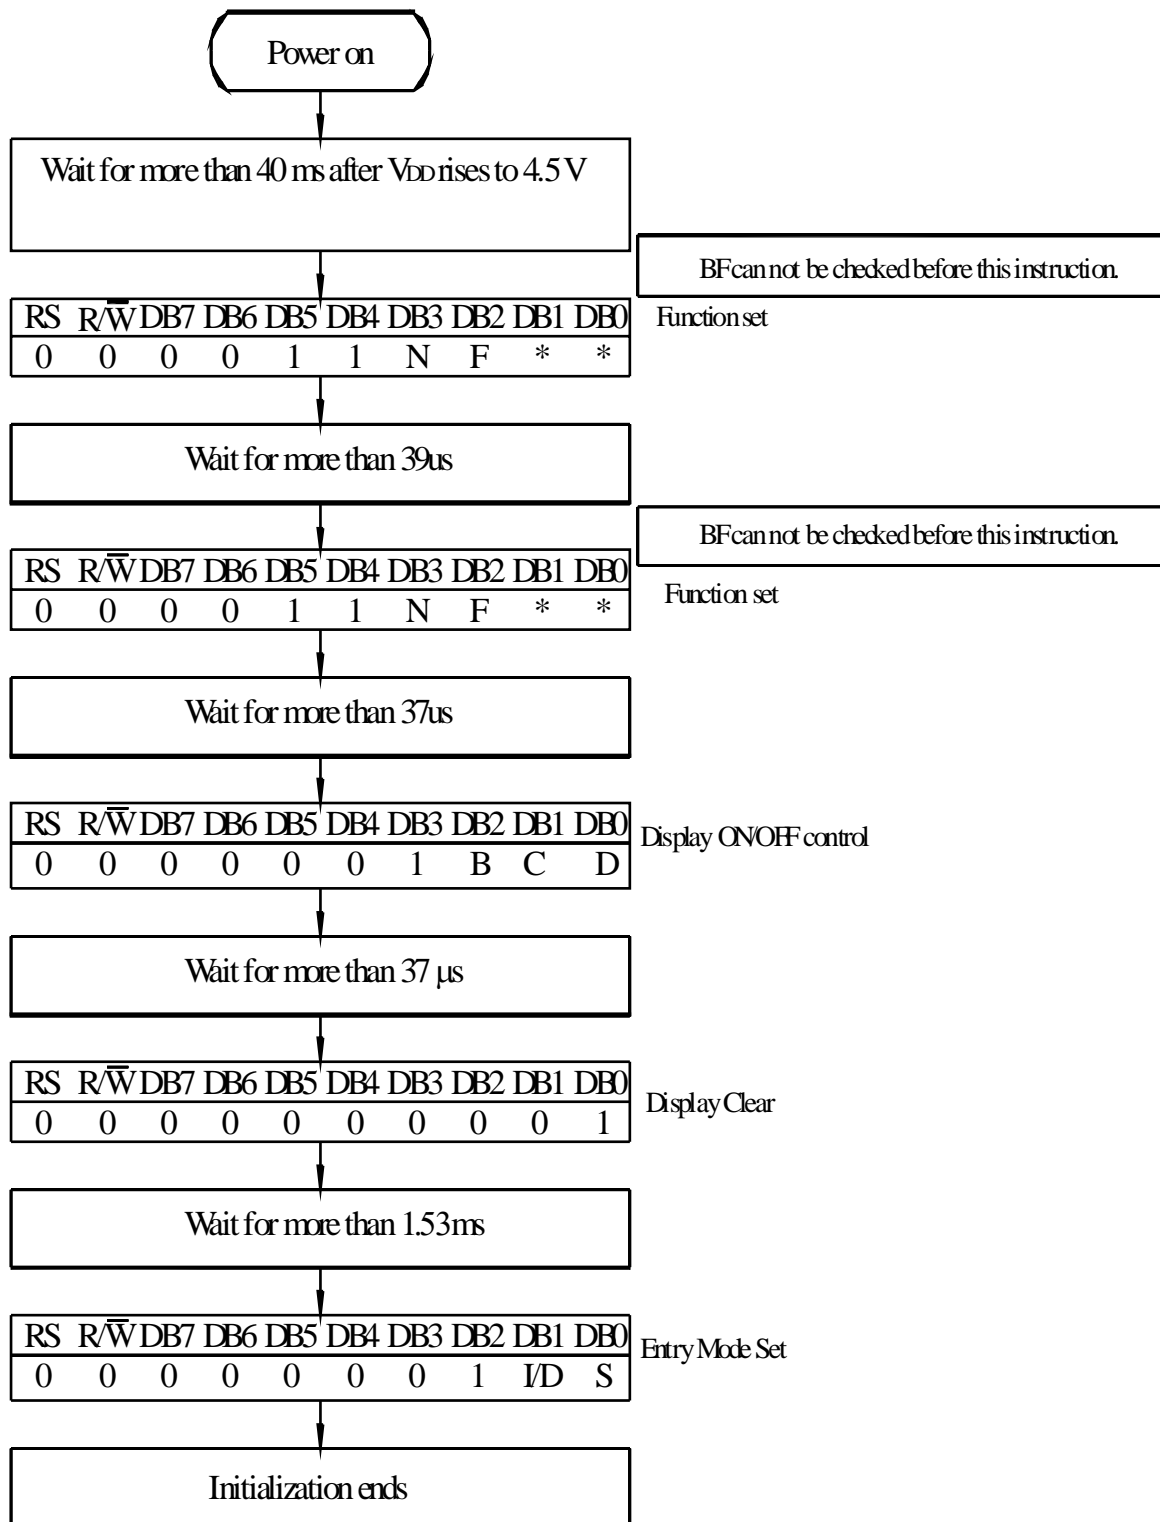 Power on
Wait for more than 40 ms after VDD rises to 4.5 V
BF can not be checked before this instruction.
RS R/W̅ DB7 DB6 DB5 DB4 DB3 DB2 DB1 DB0
Function set
0 0 0 0 1 1 N F * *
Wait for more than 39us
BF can not be checked before this instruction.
RS R/W̅ DB7 DB6 DB5 DB4 DB3 DB2 DB1 DB0
Function set
0 0 0 0 1 1 N F * *
Wait for more than 37us
RS R/W̅ DB7 DB6 DB5 DB4 DB3 DB2 DB1 DB0
Display ON/OFF control
0 0 0 0 0 0 1 B C D
Wait for more than 37 µs
RS R/W̅ DB7 DB6 DB5 DB4 DB3 DB2 DB1 DB0
Display Clear
0 0 0 0 0 0 0 0 0 1
Wait for more than 1.53ms
RS R/W̅ DB7 DB6 DB5 DB4 DB3 DB2 DB1 DB0
Entry Mode Set
0 0 0 0 0 0 0 1 I/D S
Initialization ends